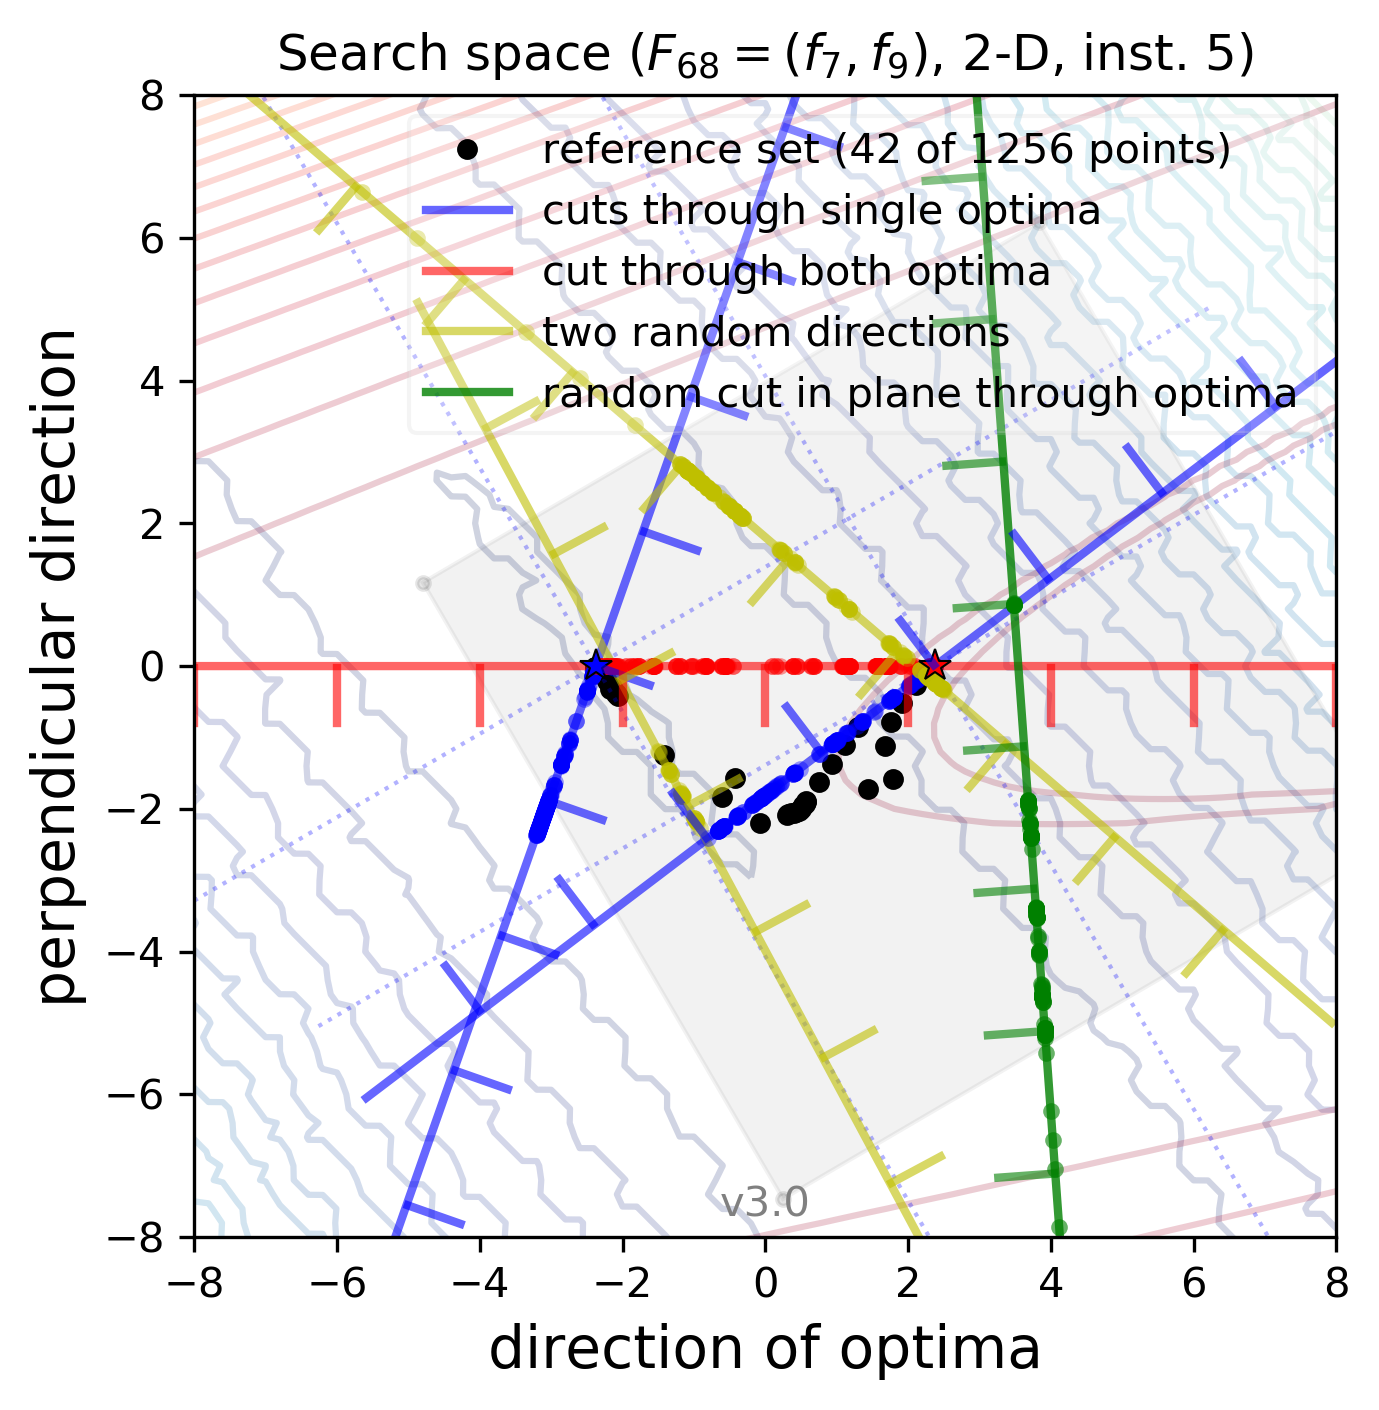 Search space (F68 = (f7, f9), 2-D, inst. 5)
reference set (42 of 1256 points)
cuts through single optima
cut through both optima
two random directions
random cut in plane through optima
perpendicular direction
8
6
4
2
0
−2
−4
−6
−8
v3.0
−8 −6 −4 −2 0 2 4 6 8
direction of optima